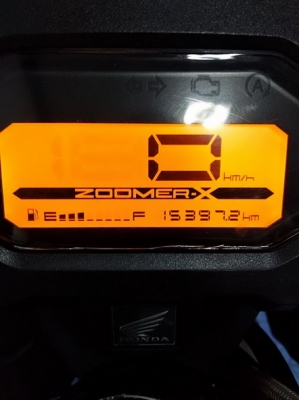 A
0 km/h
ZOOMER-X
E F 15397.2 km
HONDA